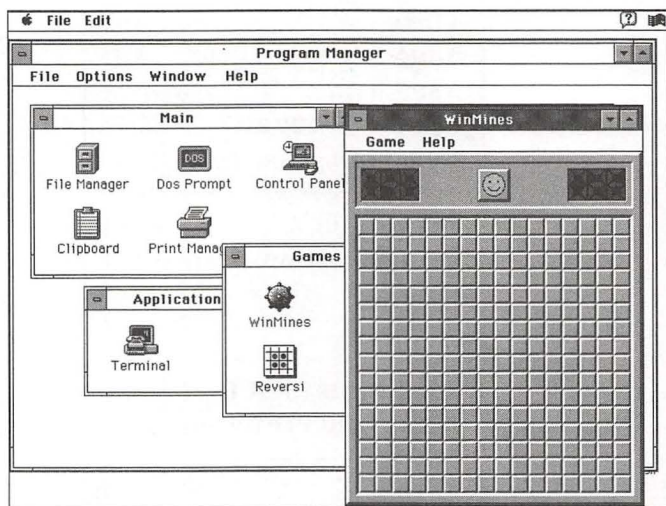 File Edit
Program Manager
File Options Window Help
Main
File Manager
Dos Prompt
DOS
Control Panel
Clipboard
Print Manag
WinMines
Game Help
Games
WinMines
Reversi
Application
Terminal